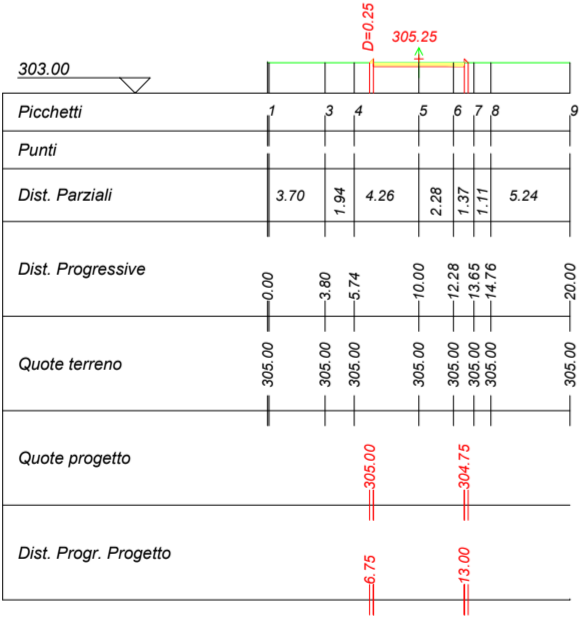 D=0.25
305.25
303.00
Picchetti 1 3 4 5 6 7 8 9
Punti
Dist. Parziali 3.70 1.94 4.26 2.28 1.37 1.11 5.24
Dist. Progressive 0.00 3.80 5.74 10.00 12.28 13.65 14.76 20.00
Quote terreno 305.00 305.00 305.00 305.00 305.00 305.00 305.00 305.00
Quote progetto 305.00 304.75
Dist. Progr. Progetto 6.75 13.00